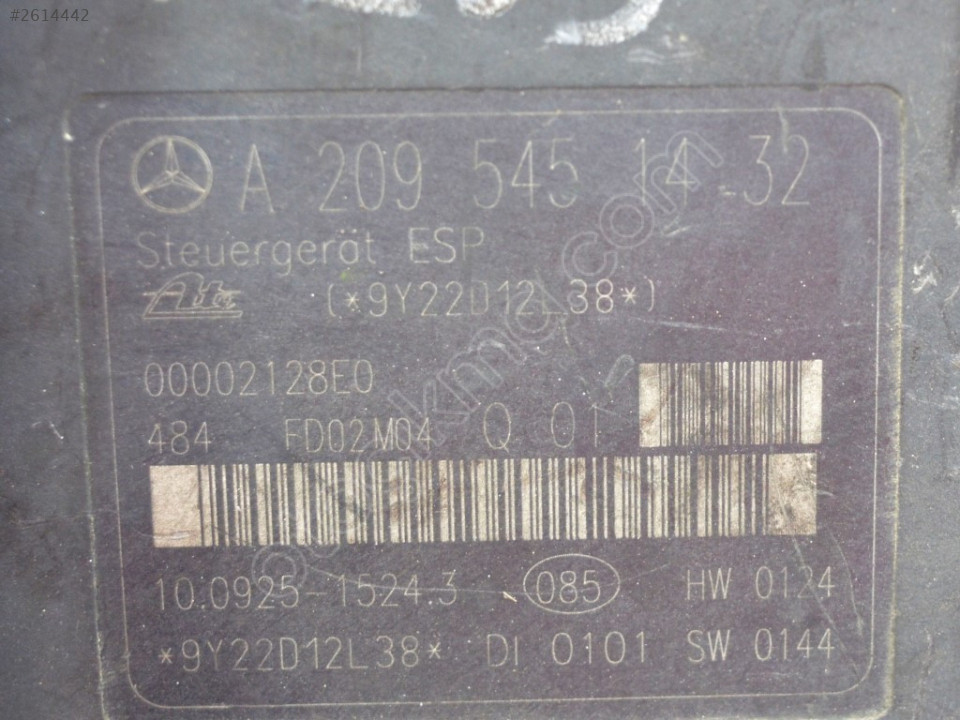 #2614442
A 209 545 14 32
Steuergerät ESP
Ate (*9Y22D12L38*)
00002128E0
484 FD02M04 Q 01
10.0925-1524.3 085 HW 0124
*9Y22D12L38* DI 0101 SW 0144